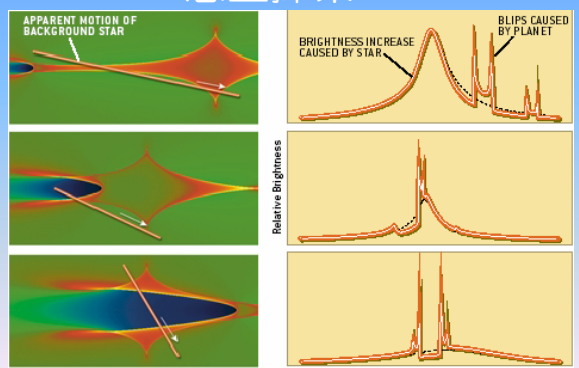 APPARENT MOTION OF
BACKGROUND STAR
BRIGHTNESS INCREASE
CAUSED BY STAR
BLIPS CAUSED
BY PLANET
Relative Brightness